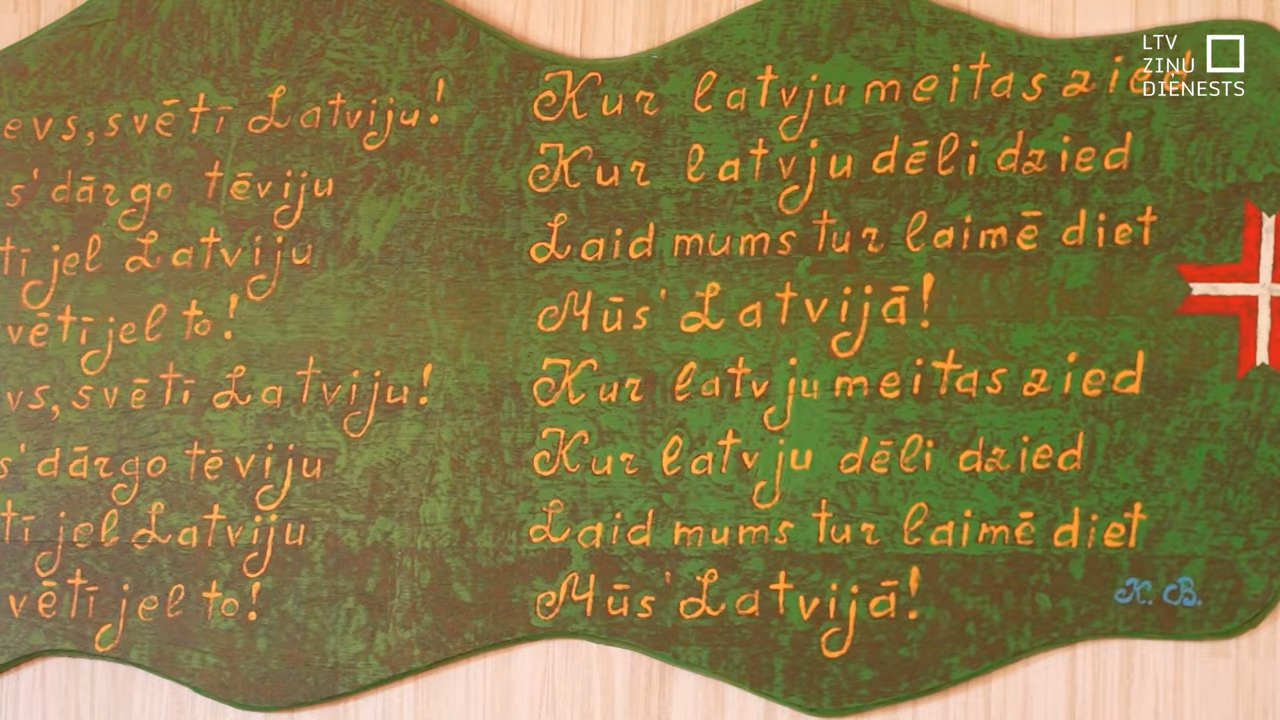 evs, svētī Latviju!
s' dārgo tēviju
tī jel Latviju
vētī jel to!
vs, svētī Latviju!
s' dārgo tēviju
tī jel Latviju
vētī jel to!
Kur latvju meitas zied
Kur latvju dēli dzied
Laid mums tur laimē diet
Mūs' Latvijā!
Kur latvju meitas zied
Kur latvju dēli dzied
Laid mums tur laimē diet
Mūs' Latvijā!
K. B.
LTV
ZIŅU
DIENESTS